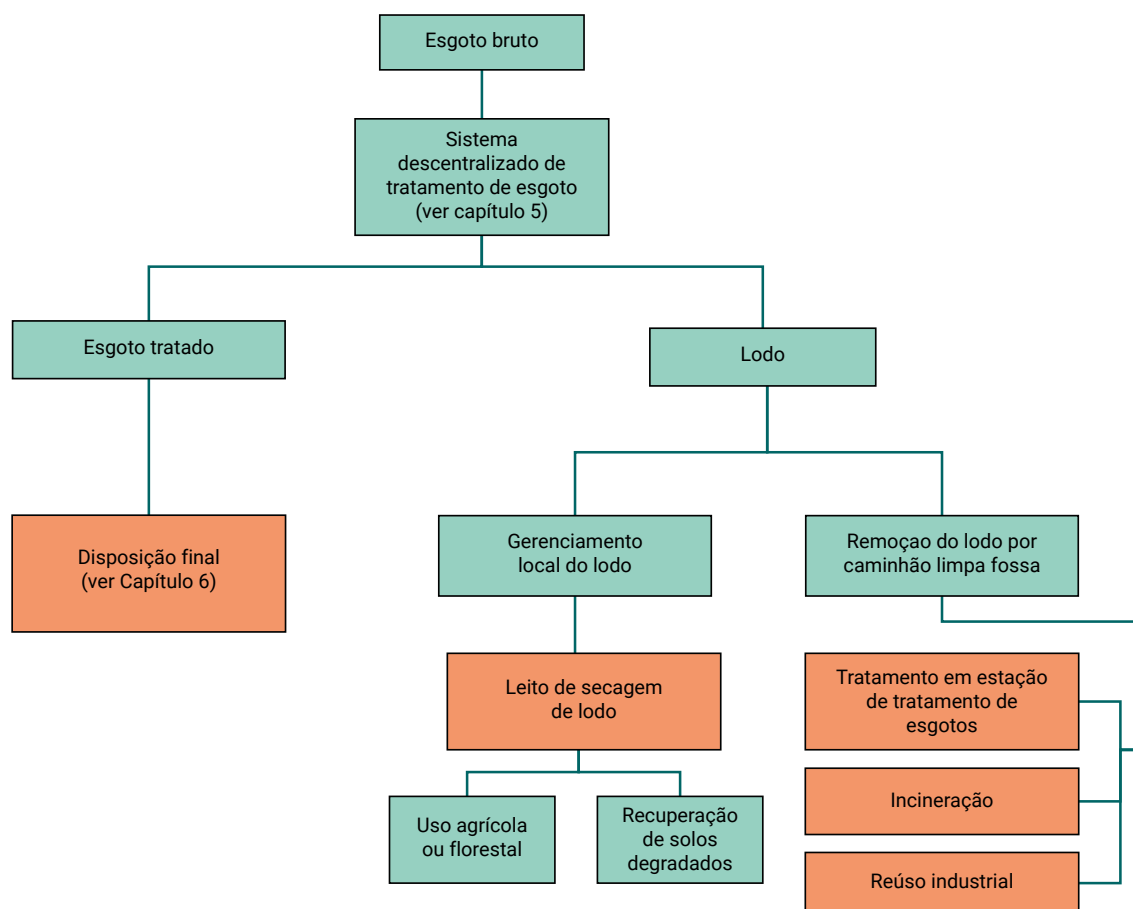 Esgoto bruto
Sistema
descentralizado de
tratamento de esgoto
(ver capítulo 5)
Esgoto tratado
Lodo
Disposição final
(ver Capítulo 6)
Gerenciamento
local do lodo
Remoçao do lodo por
caminhão limpa fossa
Leito de secagem
de lodo
Tratamento em estação
de tratamento de
esgotos
Uso agrícola
ou florestal
Recuperação
de solos
degradados
Incineração
Reúso industrial